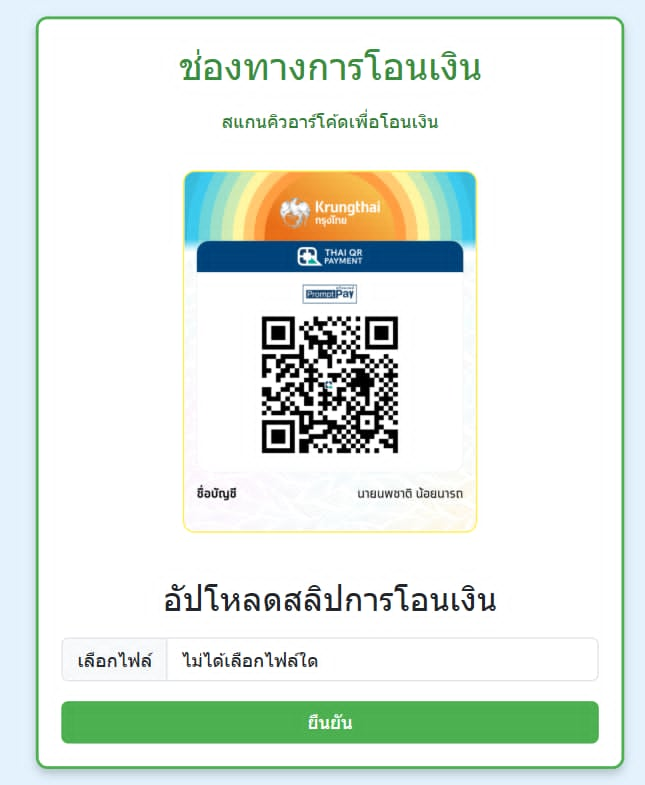 ช่องทางการโอนเงิน
สแกนคิวอาร์โค้ดเพื่อโอนเงิน
Krungthai
กรุงไทย
THAI QR
PAYMENT
PromptPay
ชื่อบัญชี นายนพชาติ น้อยนารถ
อัปโหลดสลิปการโอนเงิน
เลือกไฟล์ ไม่ได้เลือกไฟล์ใด
ยืนยัน